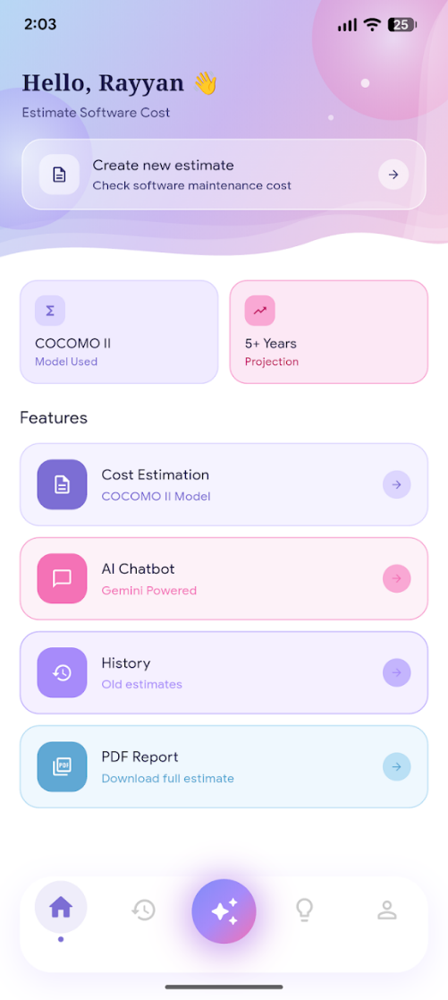 2:03
25
Hello, Rayyan 👋
Estimate Software Cost
Create new estimate
Check software maintenance cost
Σ
COCOMO II
Model Used
5+ Years
Projection
Features
Cost Estimation
COCOMO II Model
AI Chatbot
Gemini Powered
History
Old estimates
PDF
PDF Report
Download full estimate